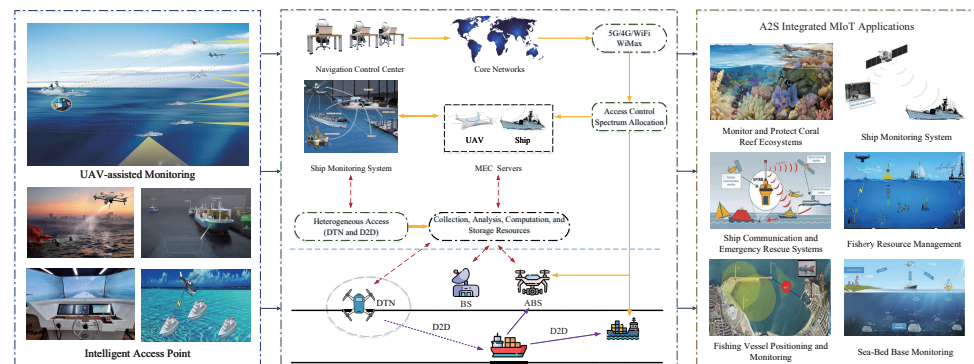 UAV-assisted Monitoring
Intelligent Access Point
Navigation Control Center
Core Networks
5G/4G/WiFi
WiMax
Access Control
Spectrum Allocation
UAV
Ship
Ship Monitoring System
MEC Servers
Heterogeneous Access
(DTN and D2D)
Collection, Analysis, Computation, and
Storage Resources
DTN
BS
ABS
D2D
D2D
A2S Integrated MIoT Applications
Monitor and Protect Coral
Reef Ecosystems
Ship Monitoring System
EPIRB
Ship Communication and
Emergency Rescue Systems
Fishery Resource Management
Fishing Vessel Positioning and
Monitoring
Sea-Bed Base Monitoring